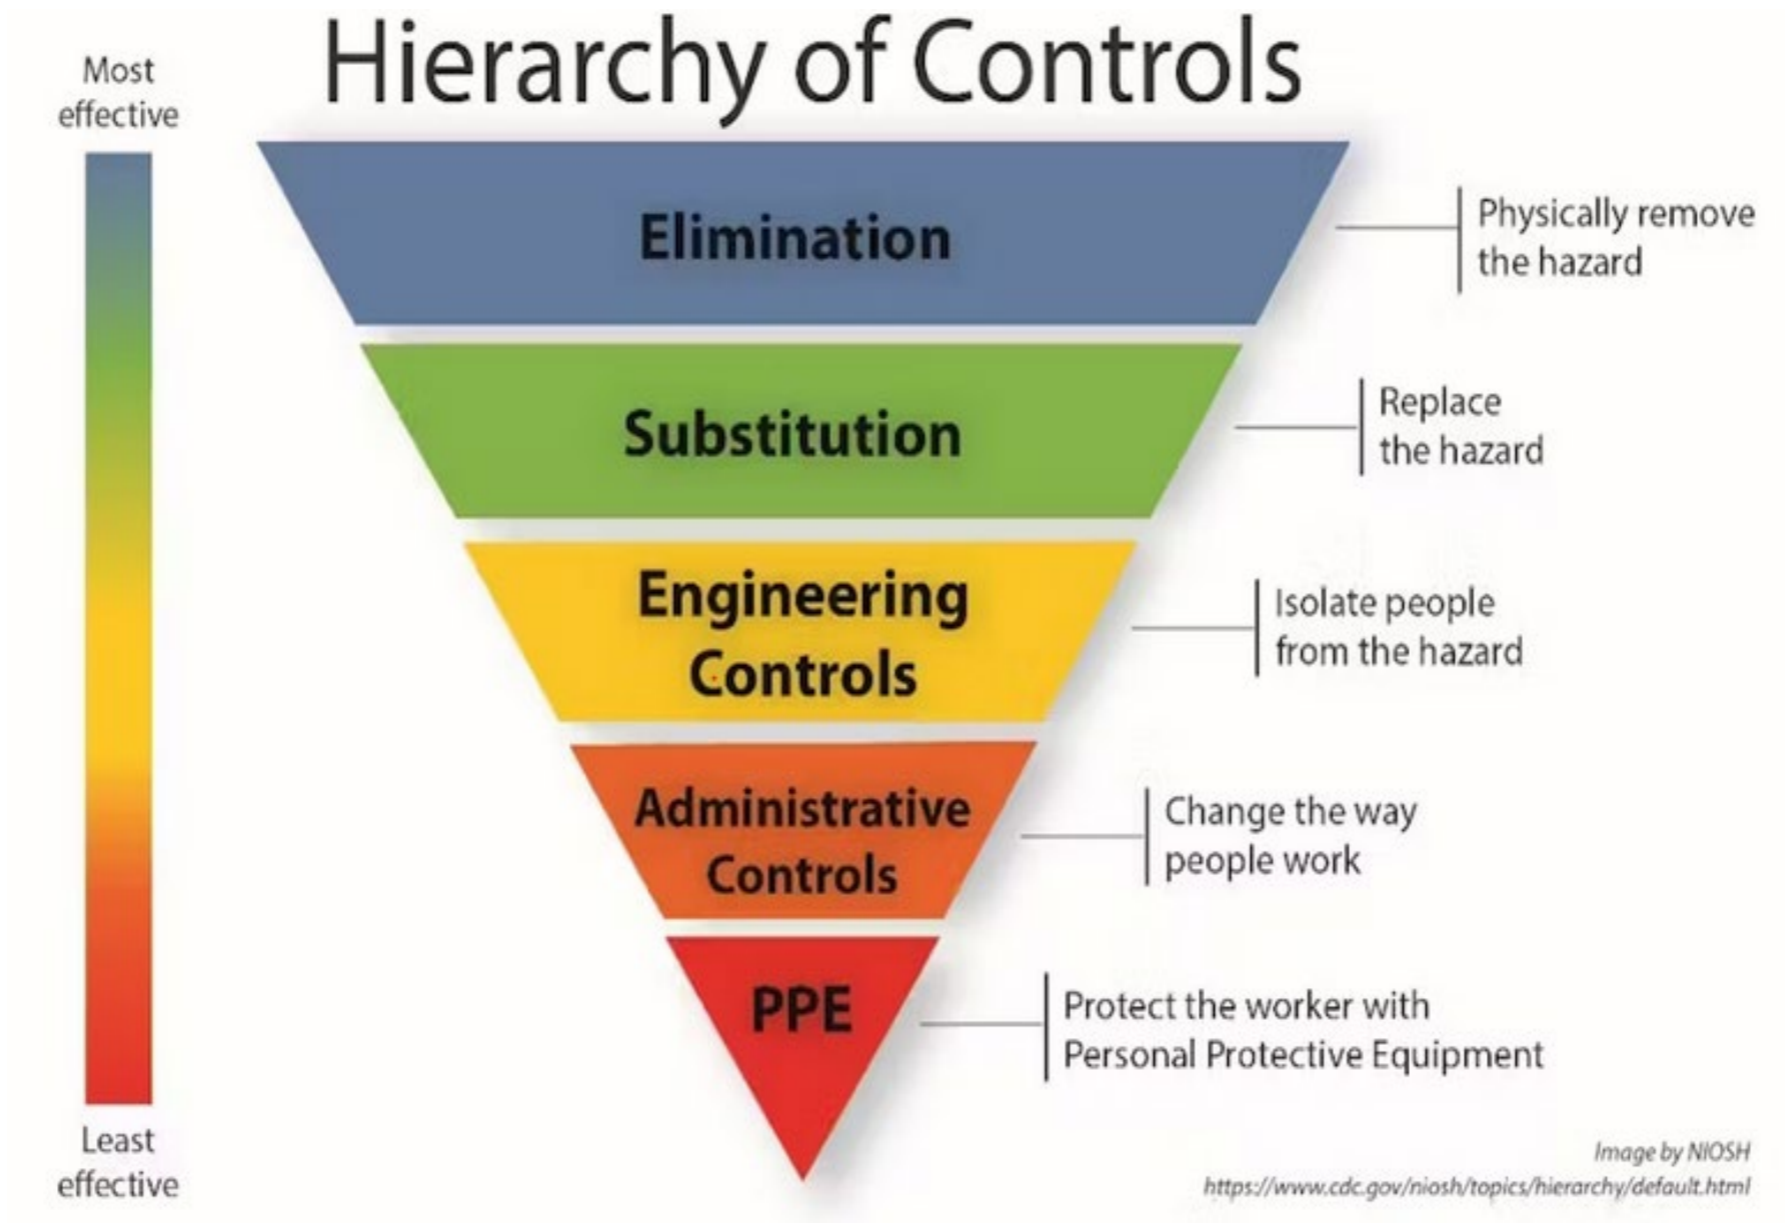 Hierarchy of Controls
Most
effective
Elimination
Physically remove
the hazard
Substitution
Replace
the hazard
Engineering
Controls
Isolate people
from the hazard
Administrative
Controls
Change the way
people work
PPE
Protect the worker with
Personal Protective Equipment
Least
effective
Image by NIOSH
https://www.cdc.gov/niosh/topics/hierarchy/default.html